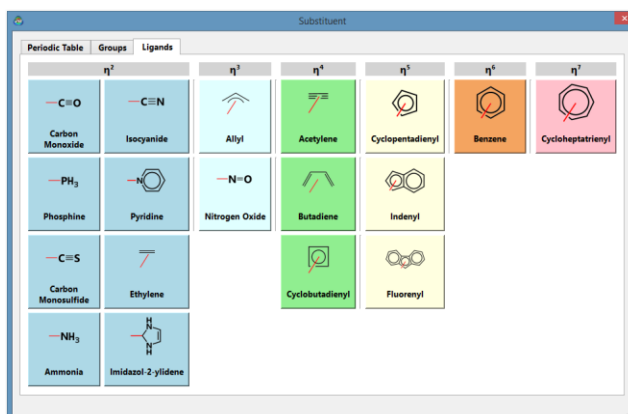 Substituent
Periodic Table Groups Ligands
η² η³ η⁴ η⁵ η⁶ η⁷
C≡O C≡N
Carbon Monoxide Isocyanide Allyl Acetylene Cyclopentadienyl Benzene Cycloheptatrienyl
PH₃ N N=O
Phosphine Pyridine Nitrogen Oxide Butadiene Indenyl
C≡S
Carbon Monosulfide Ethylene Cyclobutadienyl Fluorenyl
NH₃ H N N H
Ammonia Imidazol-2-ylidene